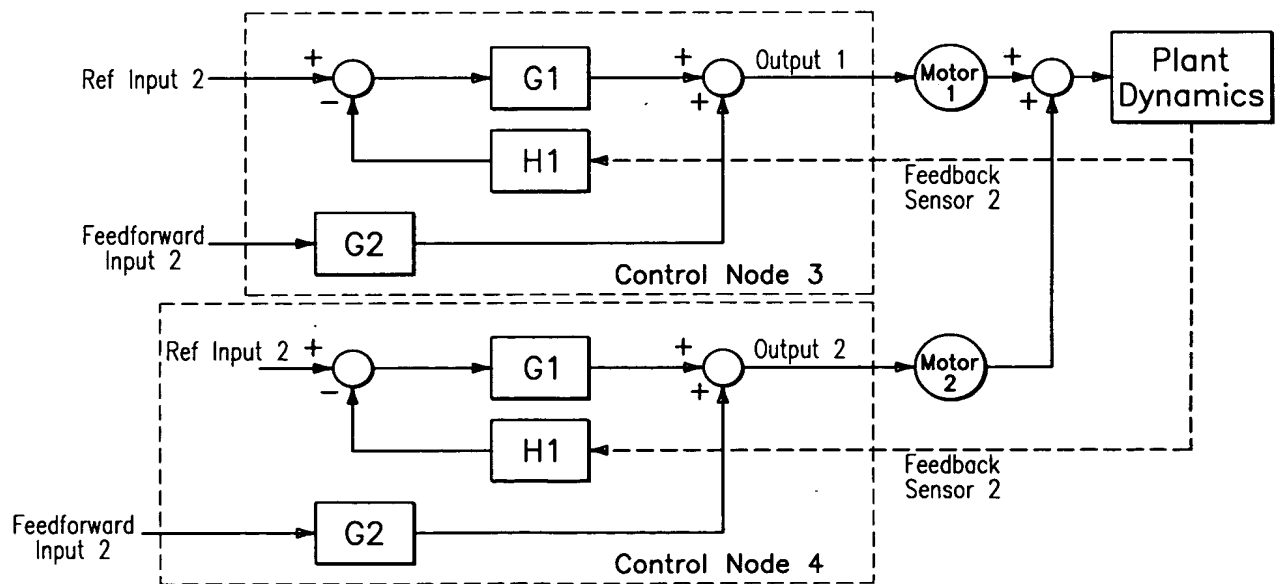 +
Ref Input 2
−
G1
+
+
Output 1
Motor
1
+
+
Plant
Dynamics
H1
Feedback
Sensor 2
Feedforward
Input 2
G2
Control Node 3
Ref Input 2
+
−
G1
+
+
Output 2
Motor
2
H1
Feedback
Sensor 2
Feedforward
Input 2
G2
Control Node 4